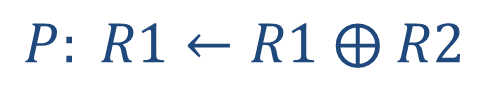 P: R1 ← R1 ⊕ R2